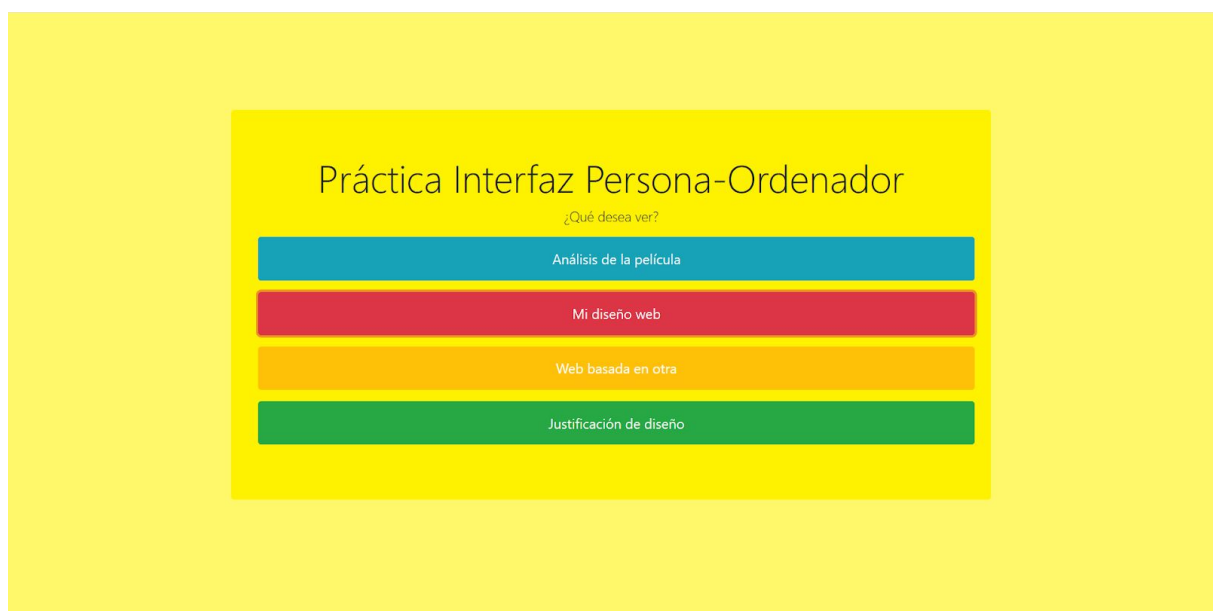 Práctica Interfaz Persona-Ordenador
¿Qué desea ver?
Análisis de la película
Mi diseño web
Web basada en otra
Justificación de diseño